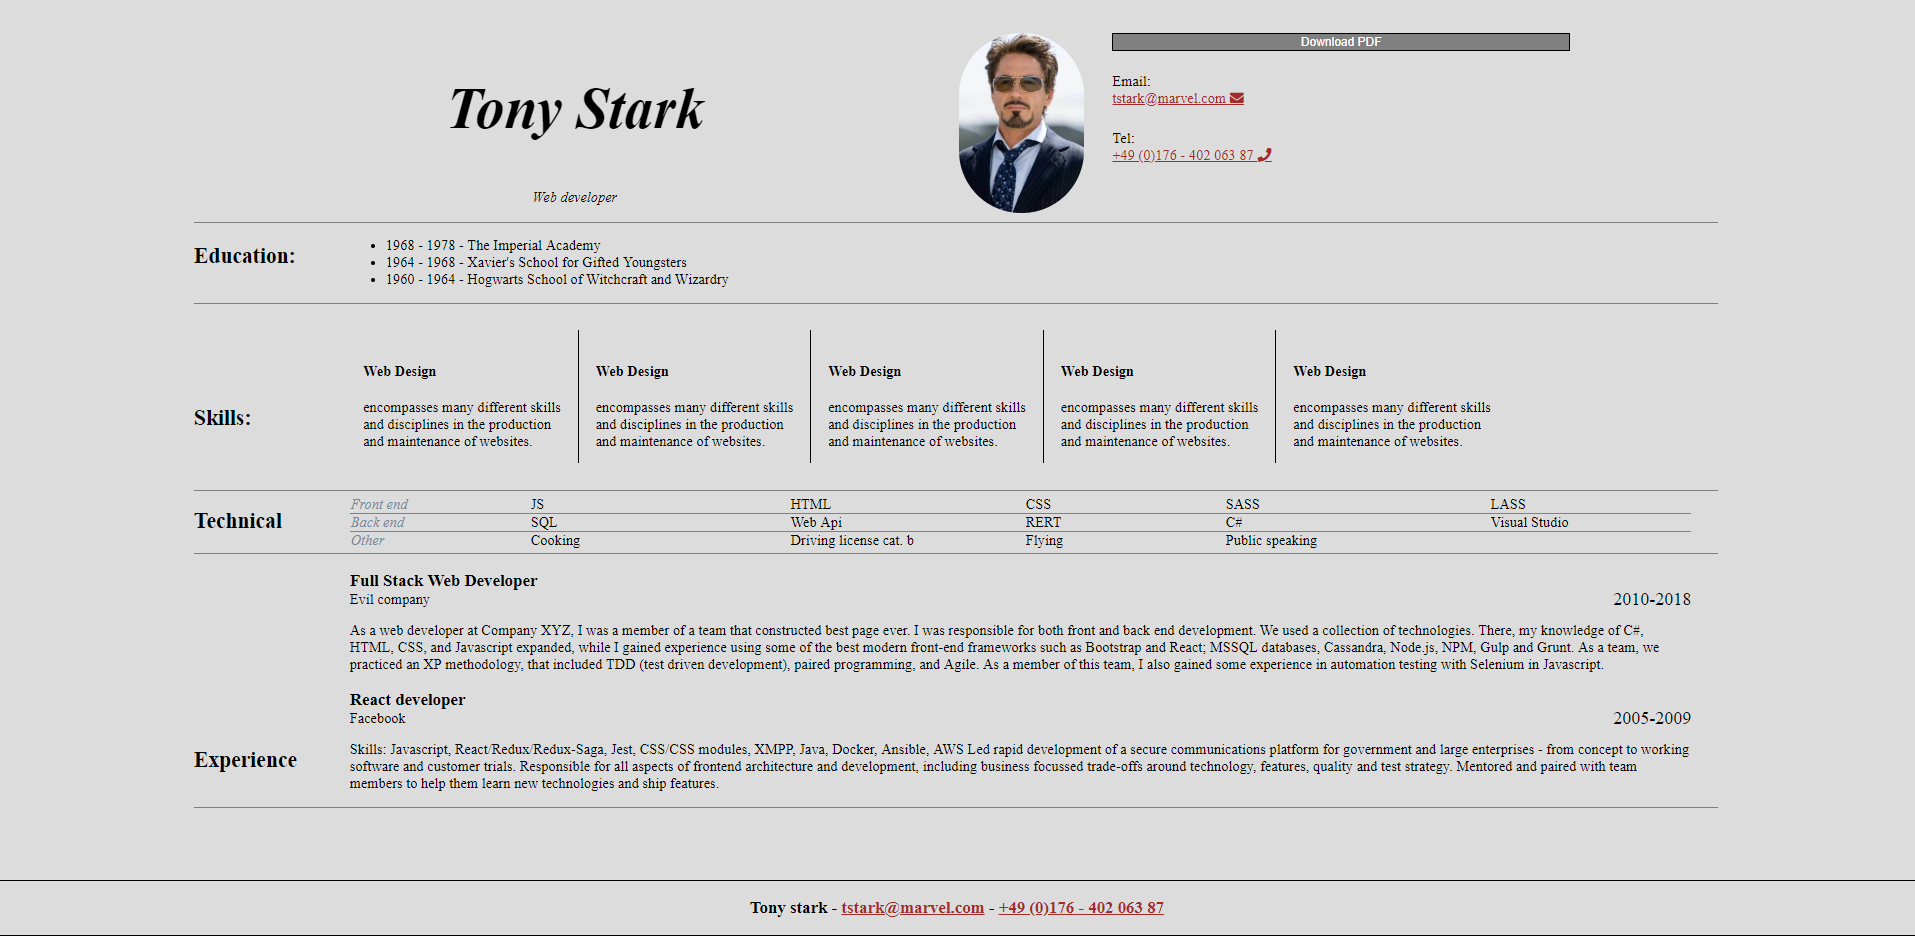 Tony Stark
Web developer
Download PDF
Email:
tstark@marvel.com
Tel:
+49 (0)176 - 402 063 87
Education:
1968 - 1978 - The Imperial Academy
1964 - 1968 - Xavier's School for Gifted Youngsters
1960 - 1964 - Hogwarts School of Witchcraft and Wizardry
Skills:
Web Design
encompasses many different skills
and disciplines in the production
and maintenance of websites.
Web Design
encompasses many different skills
and disciplines in the production
and maintenance of websites.
Web Design
encompasses many different skills
and disciplines in the production
and maintenance of websites.
Web Design
encompasses many different skills
and disciplines in the production
and maintenance of websites.
Web Design
encompasses many different skills
and disciplines in the production
and maintenance of websites.
Technical
Front end JS HTML CSS SASS LASS
Back end SQL Web Api RERT C# Visual Studio
Other Cooking Driving license cat. b Flying Public speaking
Experience
Full Stack Web Developer
Evil company 2010-2018
As a web developer at Company XYZ, I was a member of a team that constructed best page ever. I was responsible for both front and back end development. We used a collection of technologies. There, my knowledge of C#,
HTML, CSS, and Javascript expanded, while I gained experience using some of the best modern front-end frameworks such as Bootstrap and React; MSSQL databases, Cassandra, Node.js, NPM, Gulp and Grunt. As a team, we
practiced an XP methodology, that included TDD (test driven development), paired programming, and Agile. As a member of this team, I also gained some experience in automation testing with Selenium in Javascript.
React developer
Facebook 2005-2009
Skills: Javascript, React/Redux/Redux-Saga, Jest, CSS/CSS modules, XMPP, Java, Docker, Ansible, AWS Led rapid development of a secure communications platform for government and large enterprises - from concept to working
software and customer trials. Responsible for all aspects of frontend architecture and development, including business focussed trade-offs around technology, features, quality and test strategy. Mentored and paired with team
members to help them learn new technologies and ship features.
Tony stark - tstark@marvel.com - +49 (0)176 - 402 063 87